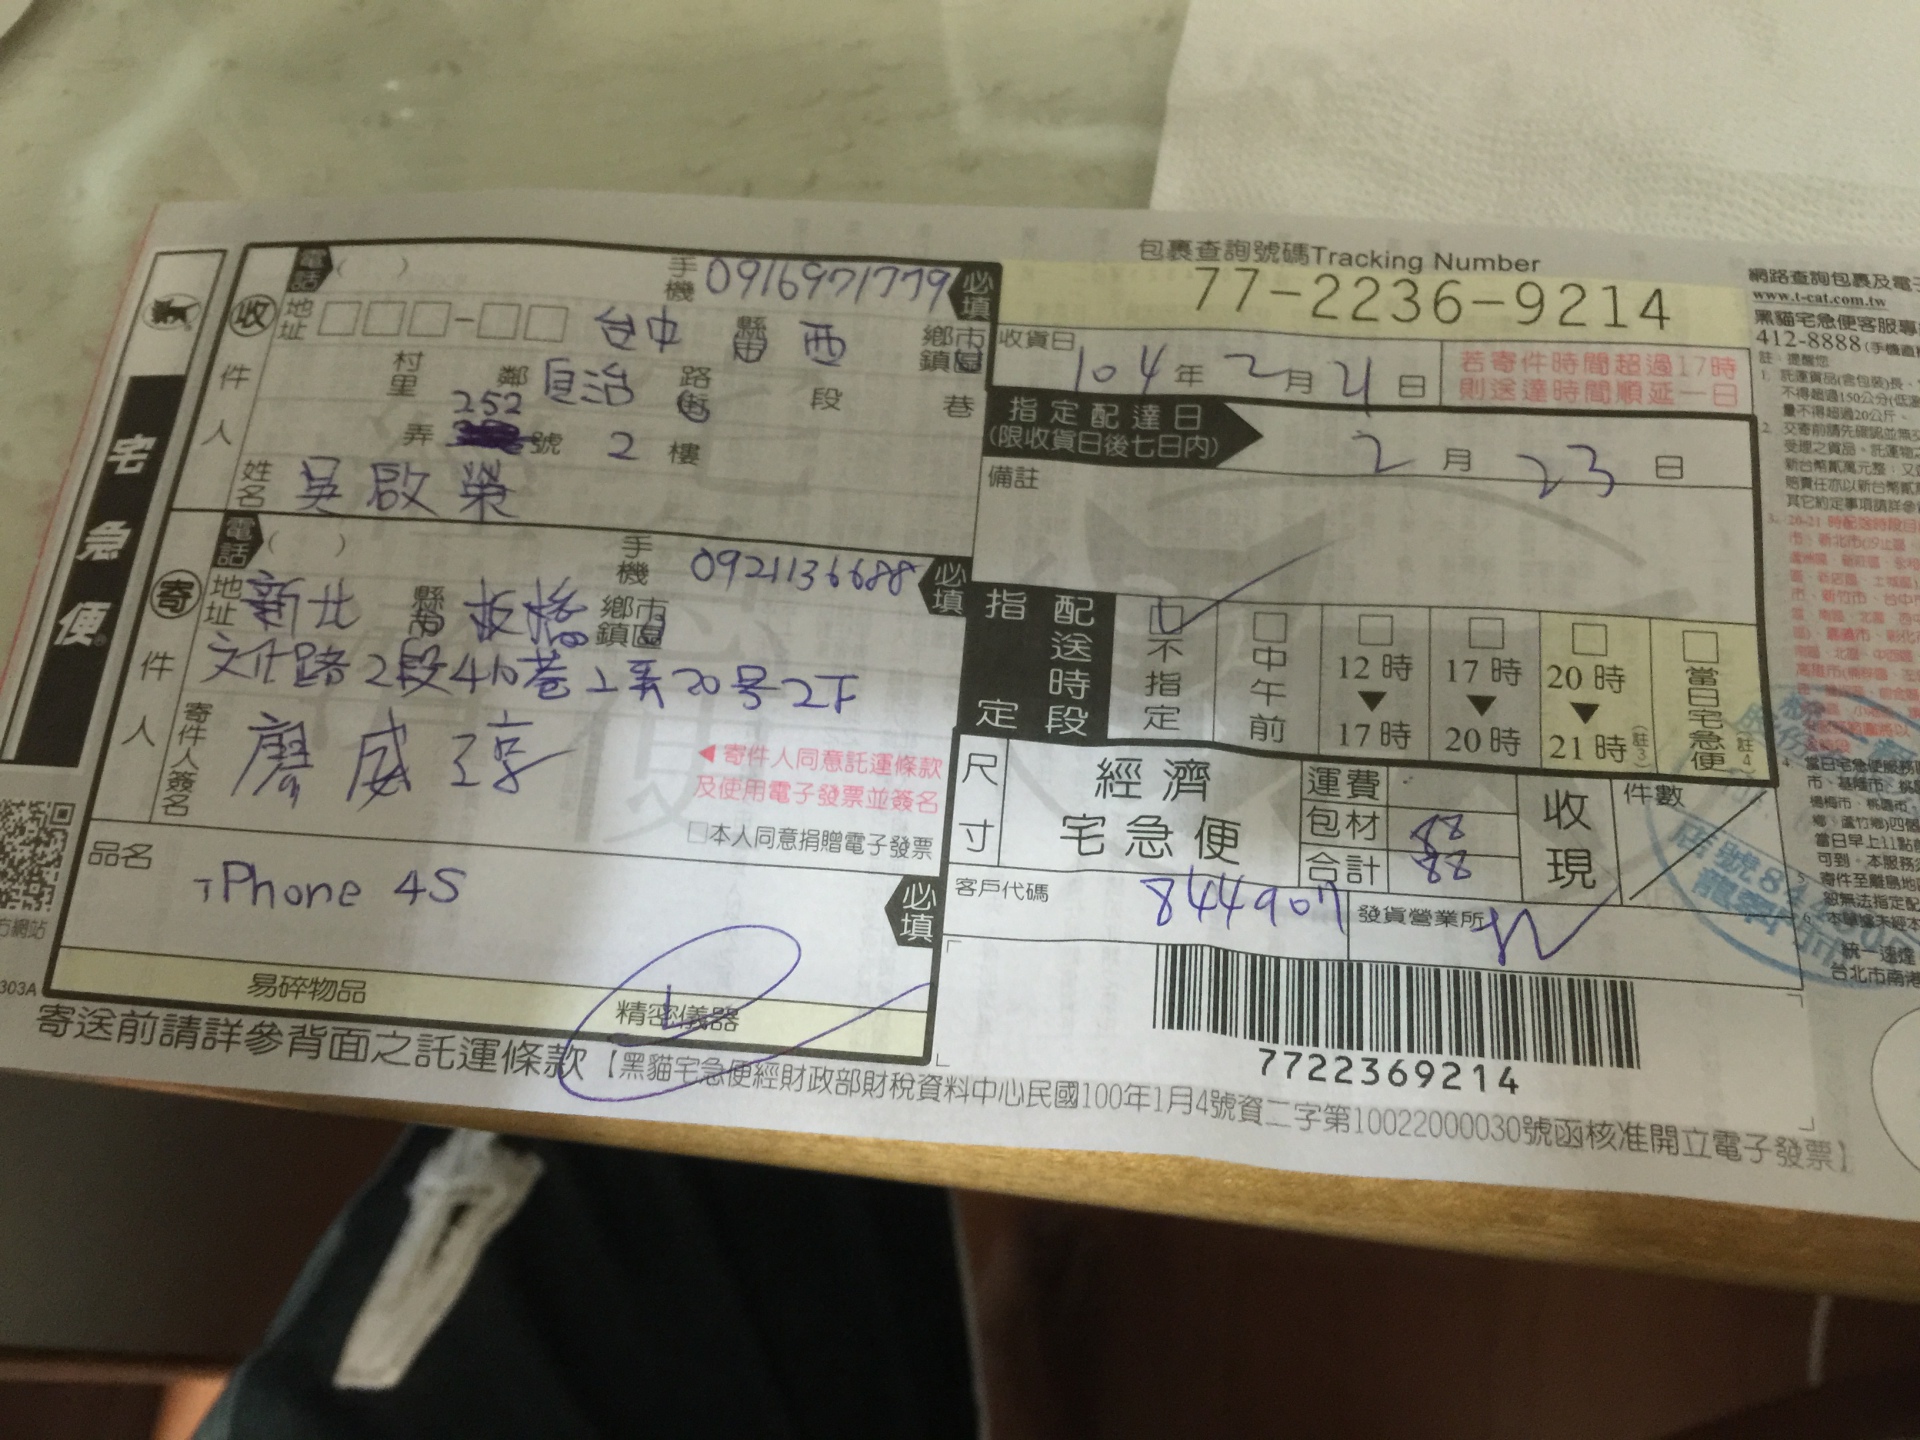 包裹查詢號碼Tracking Number
77-2236-9214
宅急便
收件人
電話 ( ) 手機 0916971779 必填
地址 台中 縣市 西 鄉鎮市區
村里 鄰 自治 路街 段 巷
弄 252 號 2 樓
姓名 吳啟榮
收貨日 104年2月21日
若寄件時間超過17時
則送達時間順延一日
指定配達日
(限收貨日後七日內)
2月23日
備註
寄件人
電話 ( ) 手機 0921136688 必填
地址 新北 縣市 板橋 鄉鎮市區
文化路2段410巷
20号2F
寄件人簽名 廖威
◀寄件人同意託運條款
及使用電子發票並簽名
□本人同意捐贈電子發票
指定配送時段
不指定
中午前
12時▼17時
17時▼20時
20時▼21時(註3)
當日宅急便(註4)
尺寸
經濟宅急便
運費
包材
合計 88
收現
件數
客戶代碼 844907
發貨營業所
品名
iPhone 4S
必填
易碎物品
精密儀器
7722369214
303A
寄送前請詳參背面之託運條款【黑貓宅急便經財政部財稅資料中心民國100年1月4號資二字第10022000030號函核准開立電子發票】
網路查詢包裹及電子
www.t-cat.com.tw
黑貓宅急便客服專
412-8888